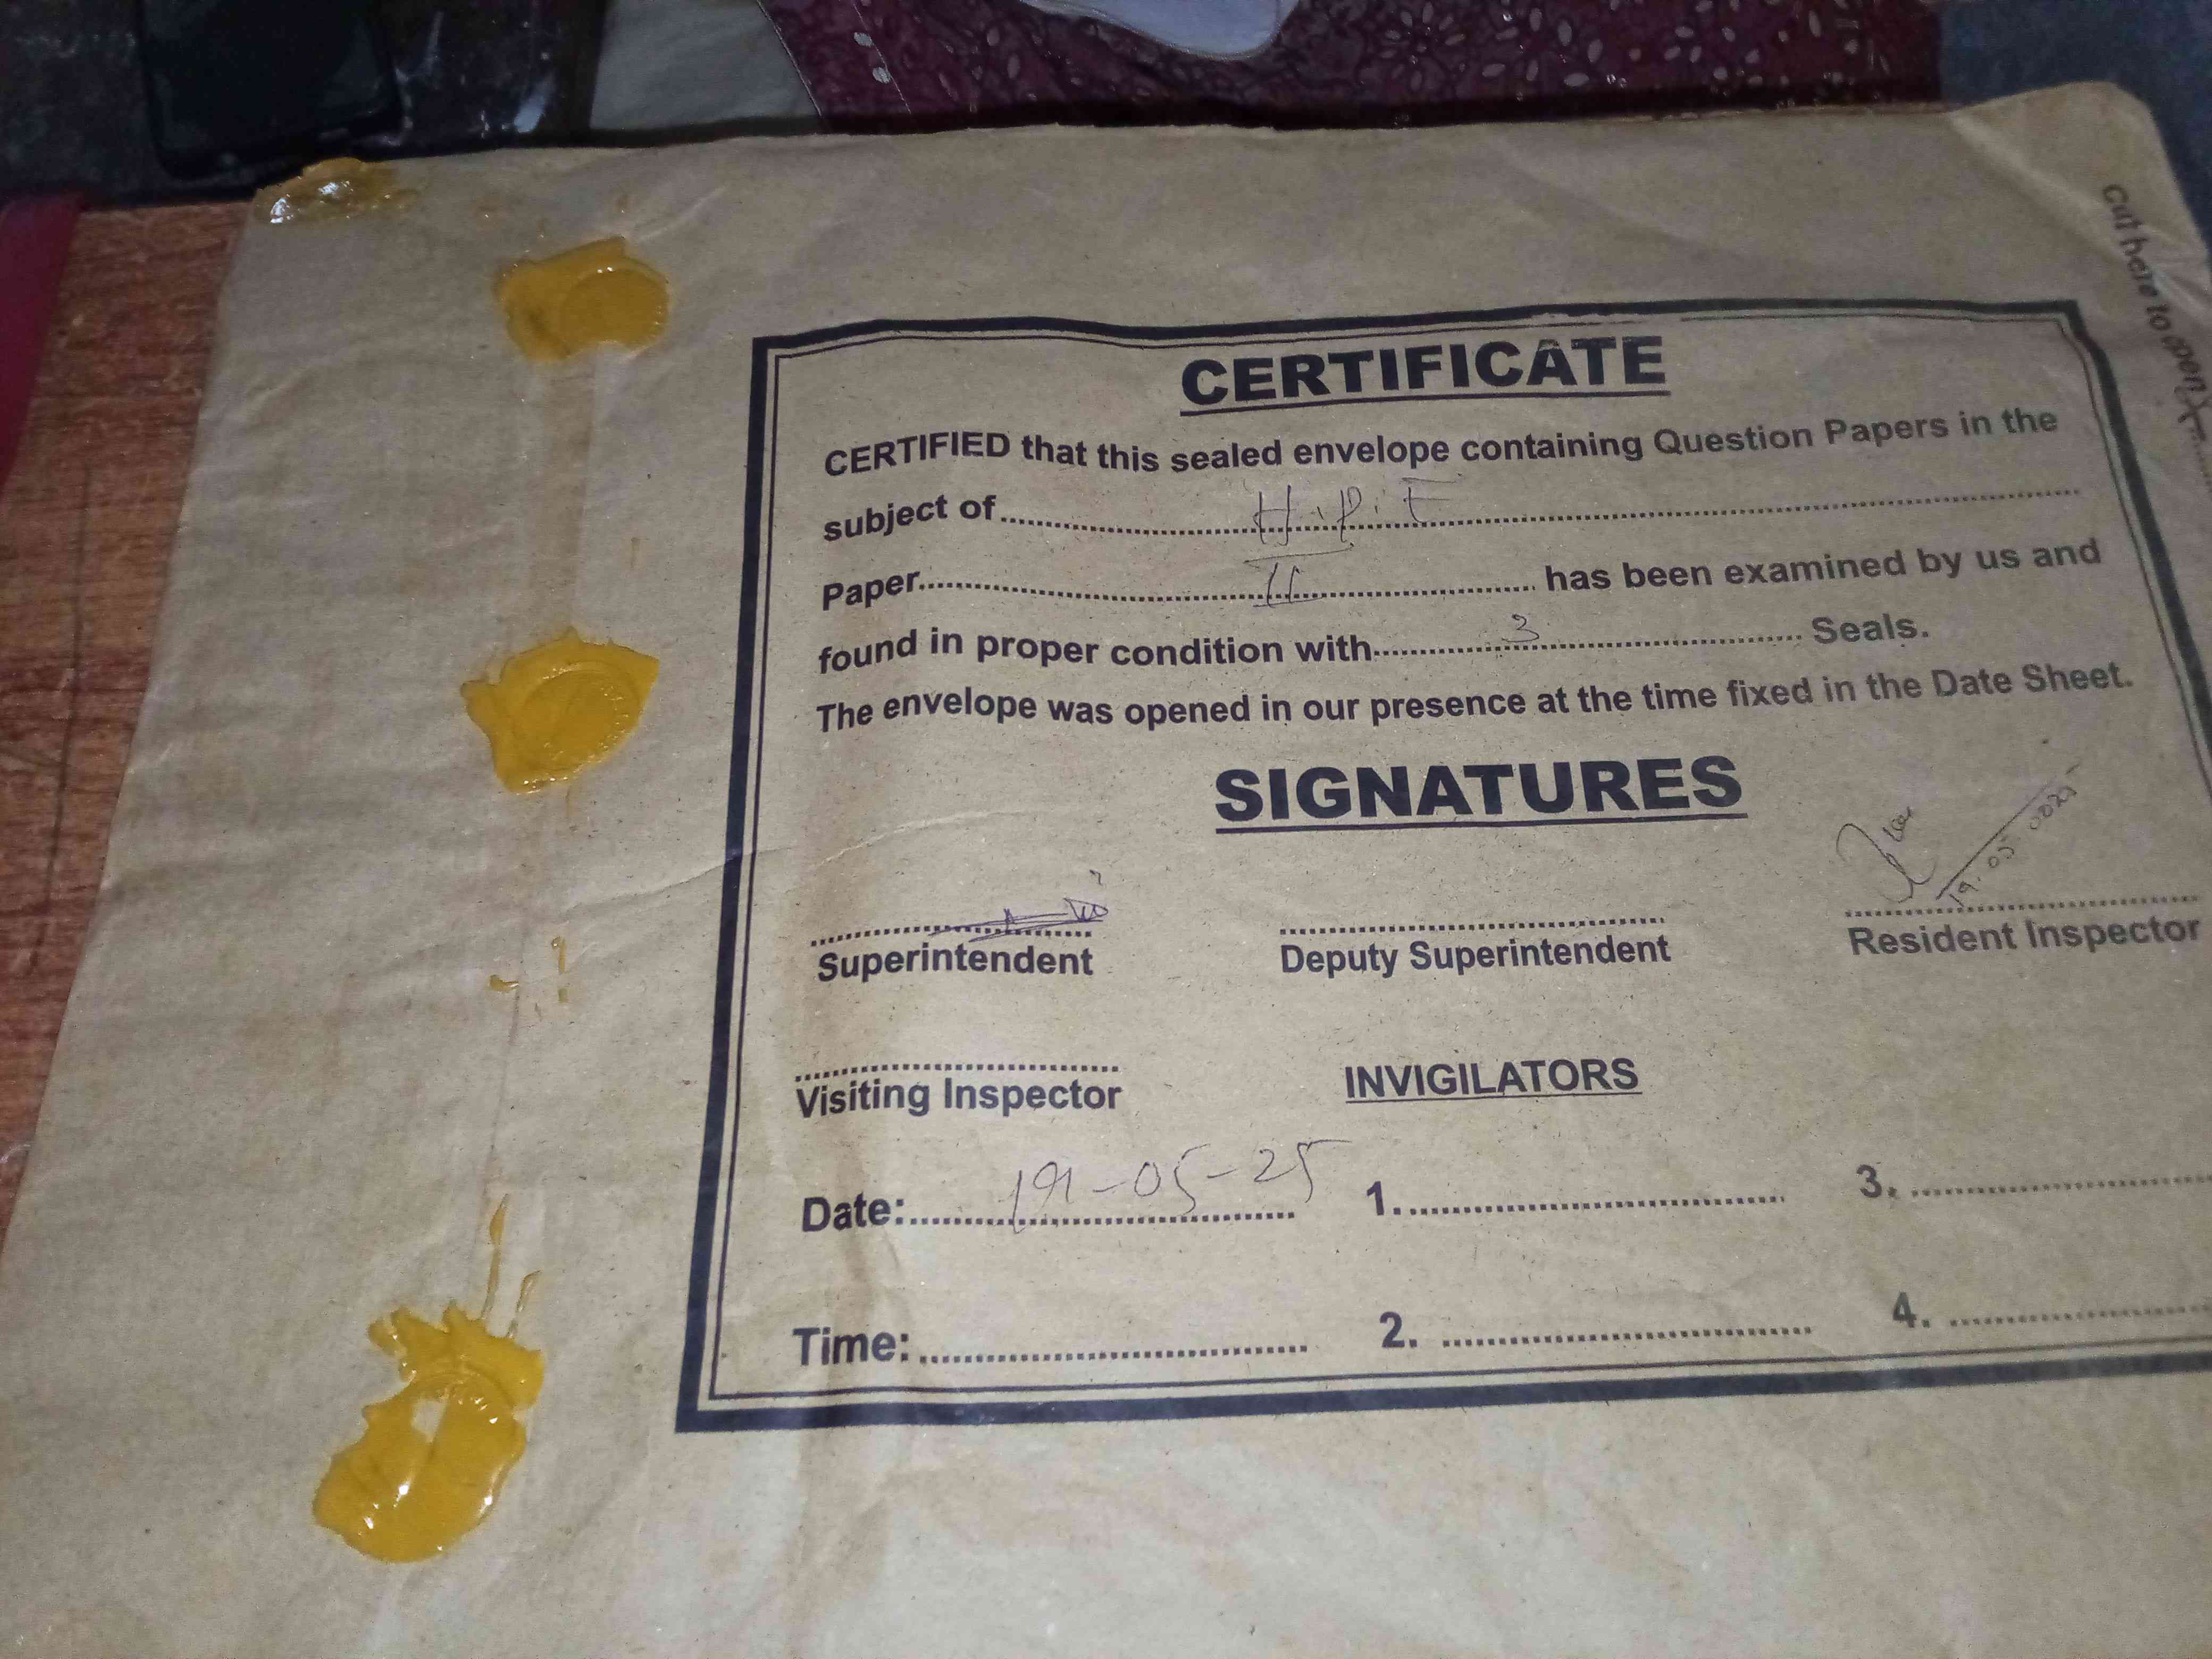 CERTIFICATE
CERTIFIED that this sealed envelope containing Question Papers in the
subject of.......... H.P.E ..........
Paper.......... II .......... has been examined by us and
found in proper condition with.......... 3 .......... Seals.
The envelope was opened in our presence at the time fixed in the Date Sheet.
SIGNATURES
19.05.2025
Superintendent
Deputy Superintendent
Resident Inspector
Visiting Inspector
INVIGILATORS
Date:.......... 19-05-25
1. ..........
3. ..........
Time:..........
2. ..........
4. ..........
Cut here to open